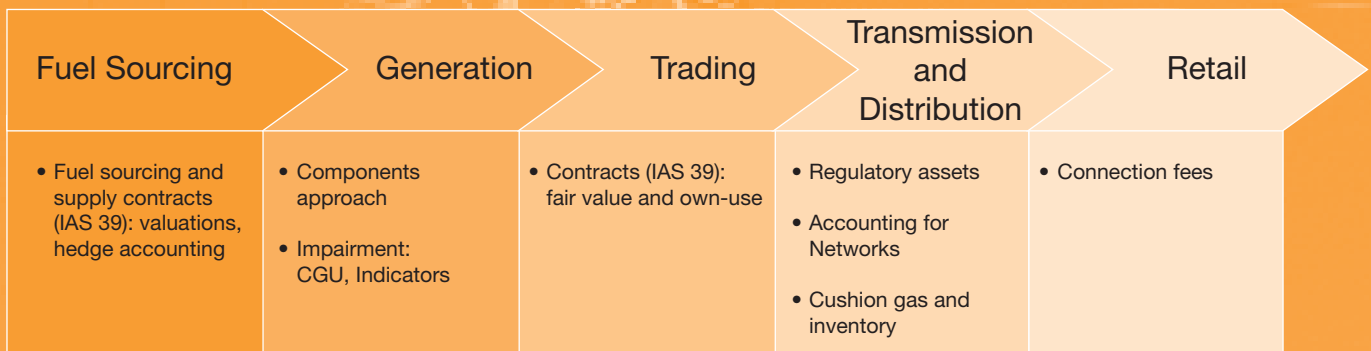 Fuel Sourcing
Generation
Trading
Transmission
and
Distribution
Retail
• Fuel sourcing and
supply contracts
(IAS 39): valuations,
hedge accounting
• Components
approach
• Impairment:
CGU, Indicators
• Contracts (IAS 39):
fair value and own-use
• Regulatory assets
• Accounting for
Networks
• Cushion gas and
inventory
• Connection fees